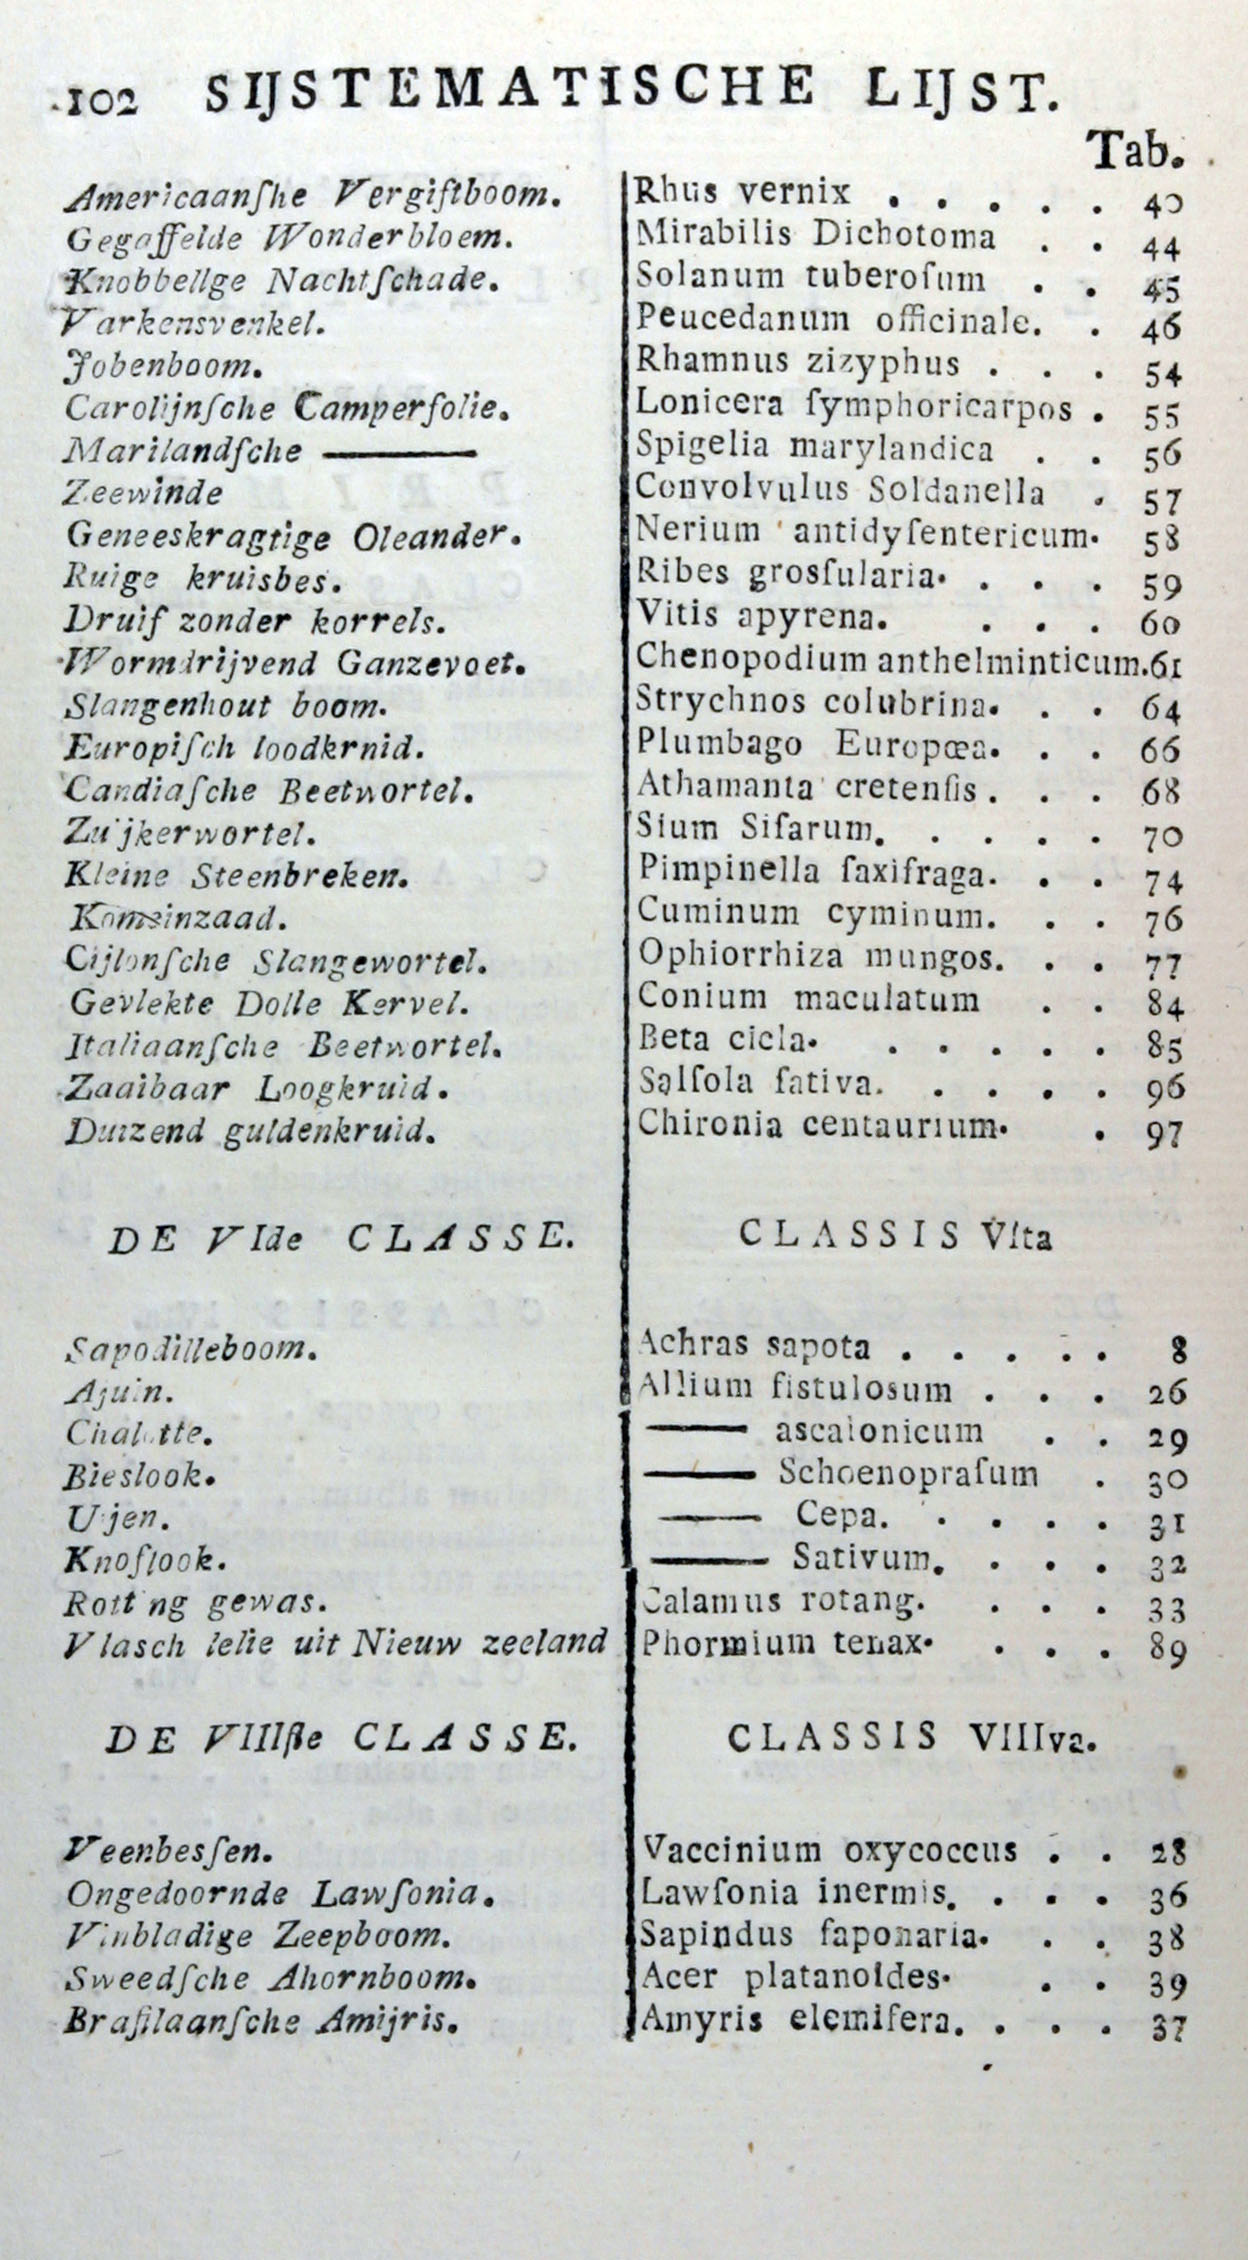 102 SIJSTEMATISCHE LIJST.
Tab.
Americaanſhe Vergiftboom. Rhus vernix . . . . . 40
Gegaffelde Wonderbloem. Mirabilis Dichotoma . . 44
Knobbellge Nachtſchade. Solanum tuberoſum . . 45
Varkensvenkel. Peucedanum officinale. . 46
Jobenboom. Rhamnus zizyphus . . . 54
Carolijnſche Camperfolie. Lonicera ſymphoricarpos . 55
Marilandſche ——— Spigelia marylandica . . 56
Zeewinde Convolvulus Soldanella . 57
Geneeskragtige Oleander. Nerium antidyſentericum. 58
Ruige kruisbes. Ribes grosſularia. . . . 59
Druif zonder korrels. Vitis apyrena. . . . 60
Wormdrijvend Ganzevoet. Chenopodium anthelminticum. 61
Slangenhout boom. Strychnos colubrina. . . 64
Europiſch loodkrnid. Plumbago Europœa. . . 66
Candiaſche Beetwortel. Athamanta cretenſis . . . 68
Zuijkerwortel. Sium Siſarum. . . . . 70
Kleine Steenbreken. Pimpinella ſaxifraga. . . 74
Komsinzaad. Cuminum cyminum. . . 76
Cijlonſche Slangewortel. Ophiorrhiza mungos. . . 77
Gevlekte Dolle Kervel. Conium maculatum . . 84
Italiaanſche Beetwortel. Beta cicla. . . . . . 85
Zaaibaar Loogkruid. Salſola ſativa. . . . . 96
Duizend guldenkruid. Chironia centaurium. . 97
DE VIde CLASSE. CLASSIS VIta
Sapodilleboom. Achras sapota . . . . . 8
Ajuin. Allium fistulosum . . . 26
Chalotte. ——— ascalonicum . . 29
Bieslook. ——— Schoenopraſum . 30
Uijen. ——— Cepa. . . . . 31
Knoflook. ——— Sativum. . . . 32
Rotting gewas. Calamus rotang. . . . 33
Vlasch lelie uit Nieuw zeeland Phormium tenax. . . . 89
DE VIIIſte CLASSE. CLASSIS VIIIva.
Veenbesſen. Vaccinium oxycoccus . . 28
Ongedoornde Lawſonia. Lawſonia inermis. . . . 36
Vinbladige Zeepboom. Sapindus ſaponaria. . . 38
Sweedſche Ahornboom. Acer platanoldes. . . 39
Braſilaanſche Amijris. Amyris elemifera. . . . 37